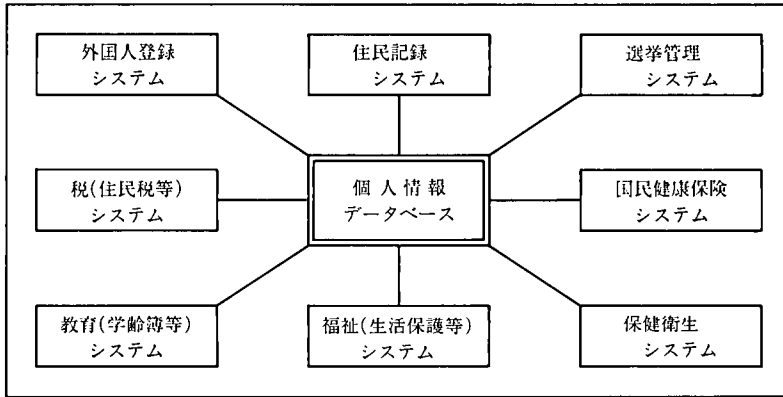 外国人登録
システム
住民記録
システム
選挙管理
システム
税(住民税等)
システム
個人情報
データベース
国民健康保険
システム
教育(学齢簿等)
システム
福祉(生活保護等)
システム
保健衛生
システム